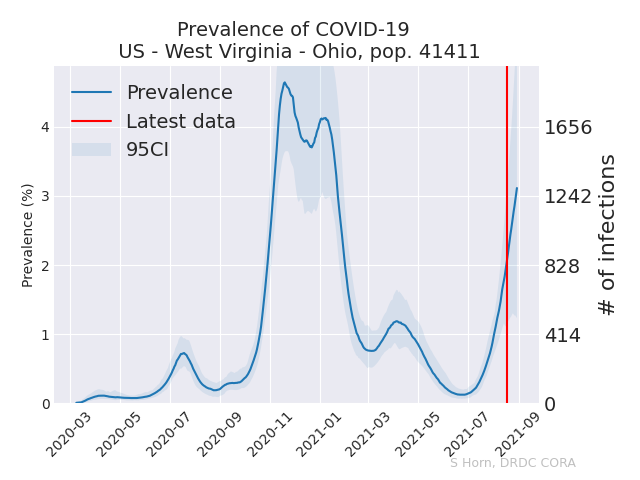 Prevalence of COVID-19
US - West Virginia - Ohio, pop. 41411
Prevalence
Latest data
95CI
Prevalence (%)
4
3
2
1
0
1656
1242
828
414
0
# of infections
2020-03
2020-05
2020-07
2020-09
2020-11
2021-01
2021-03
2021-05
2021-07
2021-09
S Horn, DRDC CORA